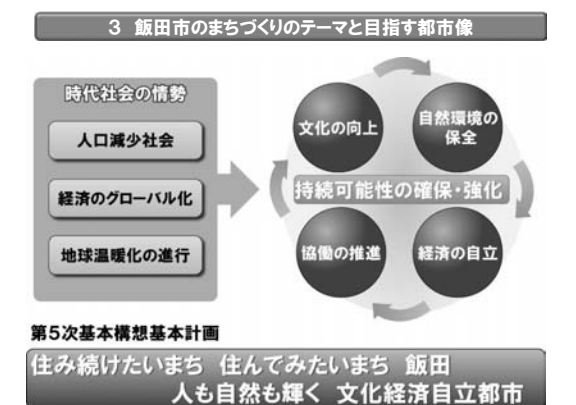 3 飯田市のまちづくりのテーマと目指す都市像
時代社会の情勢
人口減少社会
経済のグローバル化
地球温暖化の進行
文化の向上
自然環境の
保全
持続可能性の確保・強化
協働の推進
経済の自立
第5次基本構想基本計画
住み続けたいまち 住んでみたいまち 飯田
人も自然も輝く 文化経済自立都市